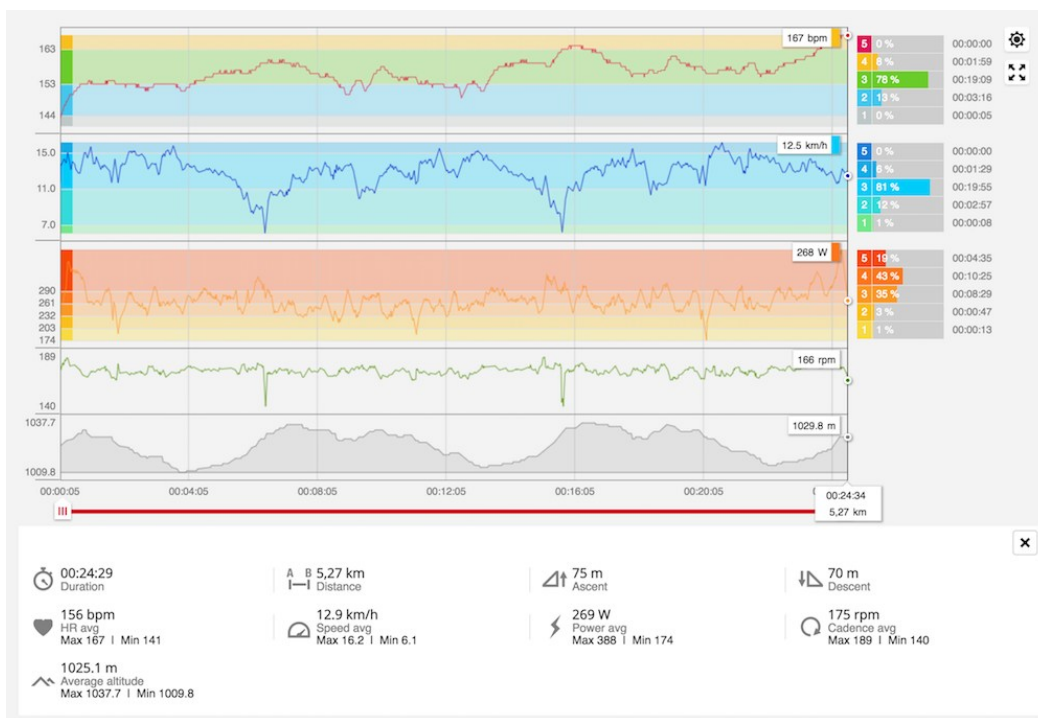 163
153
144
167 bpm
5 0 % 00:00:00
4 8 % 00:01:59
3 78 % 00:19:09
2 13 % 00:03:16
1 0 % 00:00:05
15.0
11.0
7.0
12.5 km/h
5 0 % 00:00:00
4 6 % 00:01:29
3 81 % 00:19:55
2 12 % 00:02:57
1 1 % 00:00:08
290
261
232
203
174
268 W
5 19 % 00:04:35
4 43 % 00:10:25
3 35 % 00:08:29
2 3 % 00:00:47
1 1 % 00:00:13
189
140
166 rpm
1037.7
1009.8
1029.8 m
00:00:05 00:04:05 00:08:05 00:12:05 00:16:05 00:20:05
00:24:34
5,27 km
00:24:29
Duration
A B 5,27 km
Distance
75 m
Ascent
70 m
Descent
156 bpm
HR avg
Max 167 | Min 141
12.9 km/h
Speed avg
Max 16.2 | Min 6.1
269 W
Power avg
Max 388 | Min 174
175 rpm
Cadence avg
Max 189 | Min 140
1025.1 m
Average altitude
Max 1037.7 | Min 1009.8